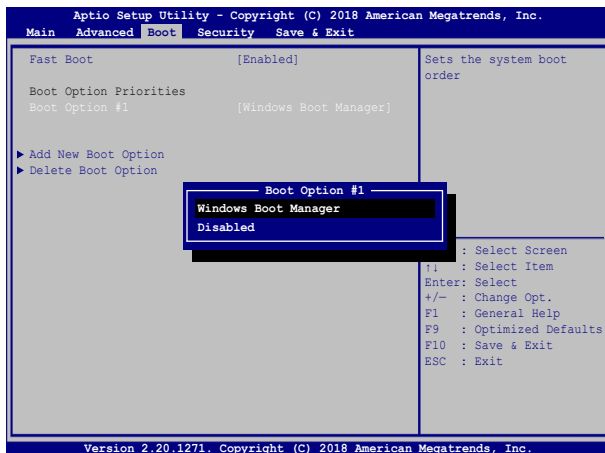 Aptio Setup Utility - Copyright (C) 2018 American Megatrends, Inc.
Main Advanced Boot Security Save & Exit
Fast Boot [Enabled]
Sets the system boot
order
Boot Option Priorities
Boot Option #1 [Windows Boot Manager]
▶ Add New Boot Option
▶ Delete Boot Option
Boot Option #1
Windows Boot Manager
Disabled
: Select Screen
↑↓ : Select Item
Enter: Select
+/— : Change Opt.
F1 : General Help
F9 : Optimized Defaults
F10 : Save & Exit
ESC : Exit
Version 2.20.1271. Copyright (C) 2018 American Megatrends, Inc.